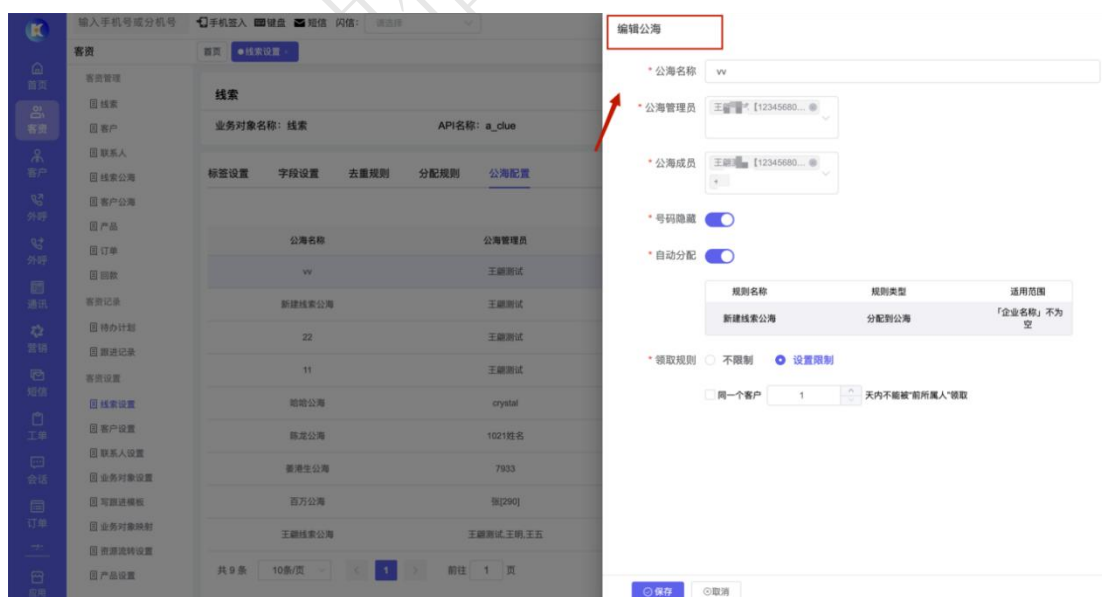 输入手机号或分机号 手机签入 键盘 短信 闪信： 请选择
客资 首页 线索设置
首页
客资
客户
外呼
外呼
通讯
营销
短信
工单
会话
订单
客资管理
线索
客户
联系人
线索公海
客户公海
产品
订单
回款
客资记录
待办计划
跟进记录
客资设置
线索设置
客户设置
联系人设置
业务对象设置
写跟进模板
业务对象映射
资源流转设置
产品设置
线索
业务对象名称：线索 API名称：a_clue
标签设置 字段设置 去重规则 分配规则 公海配置
公海名称 公海管理员
vv 王翩测试
新建线索公海 王翩测试
22 王翩测试
11 王翩测试
哈哈公海 crystal
陈龙公海 1021姓名
董港生公海 7933
百万公海 张[290]
王翩线索公海 王翩测试,王明,王五
共 9 条 10条/页 1 前往 1 页
编辑公海
* 公海名称 vv
* 公海管理员 【12345680...
* 公海成员 【12345680...
* 号码隐藏
* 自动分配
规则名称 规则类型 适用范围
新建线索公海 分配到公海 「企业名称」不为
空
* 领取规则 不限制 设置限制
同一个客户 1 天内不能被"前所属人"领取
保存 取消